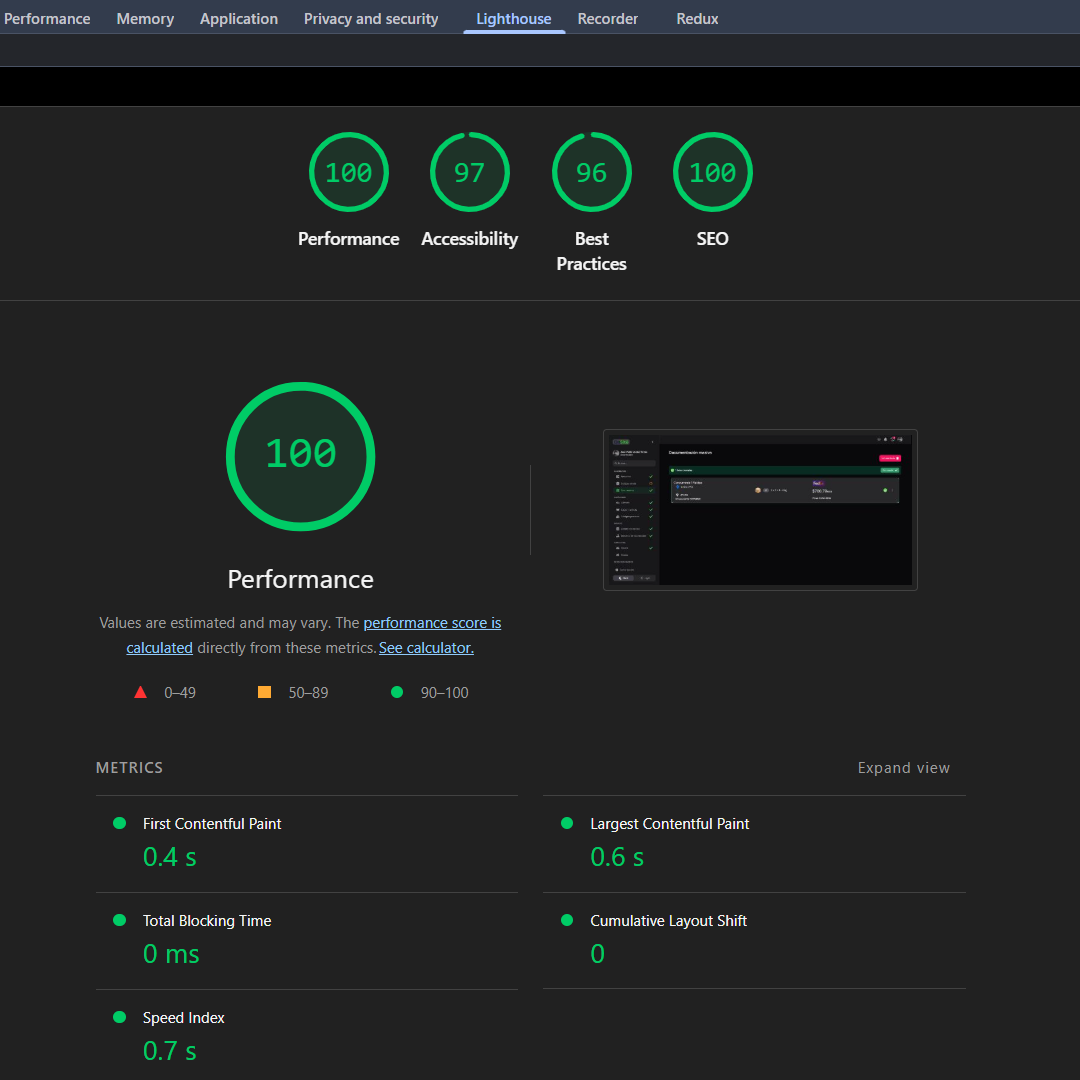 Performance Memory Application Privacy and security Lighthouse Recorder Redux
100 97 96 100
Performance Accessibility Best Practices SEO
100
Performance
Values are estimated and may vary. The performance score is
calculated directly from these metrics. See calculator.
0–49 50–89 90–100
METRICS Expand view
First Contentful Paint
0.4 s
Largest Contentful Paint
0.6 s
Total Blocking Time
0 ms
Cumulative Layout Shift
0
Speed Index
0.7 s